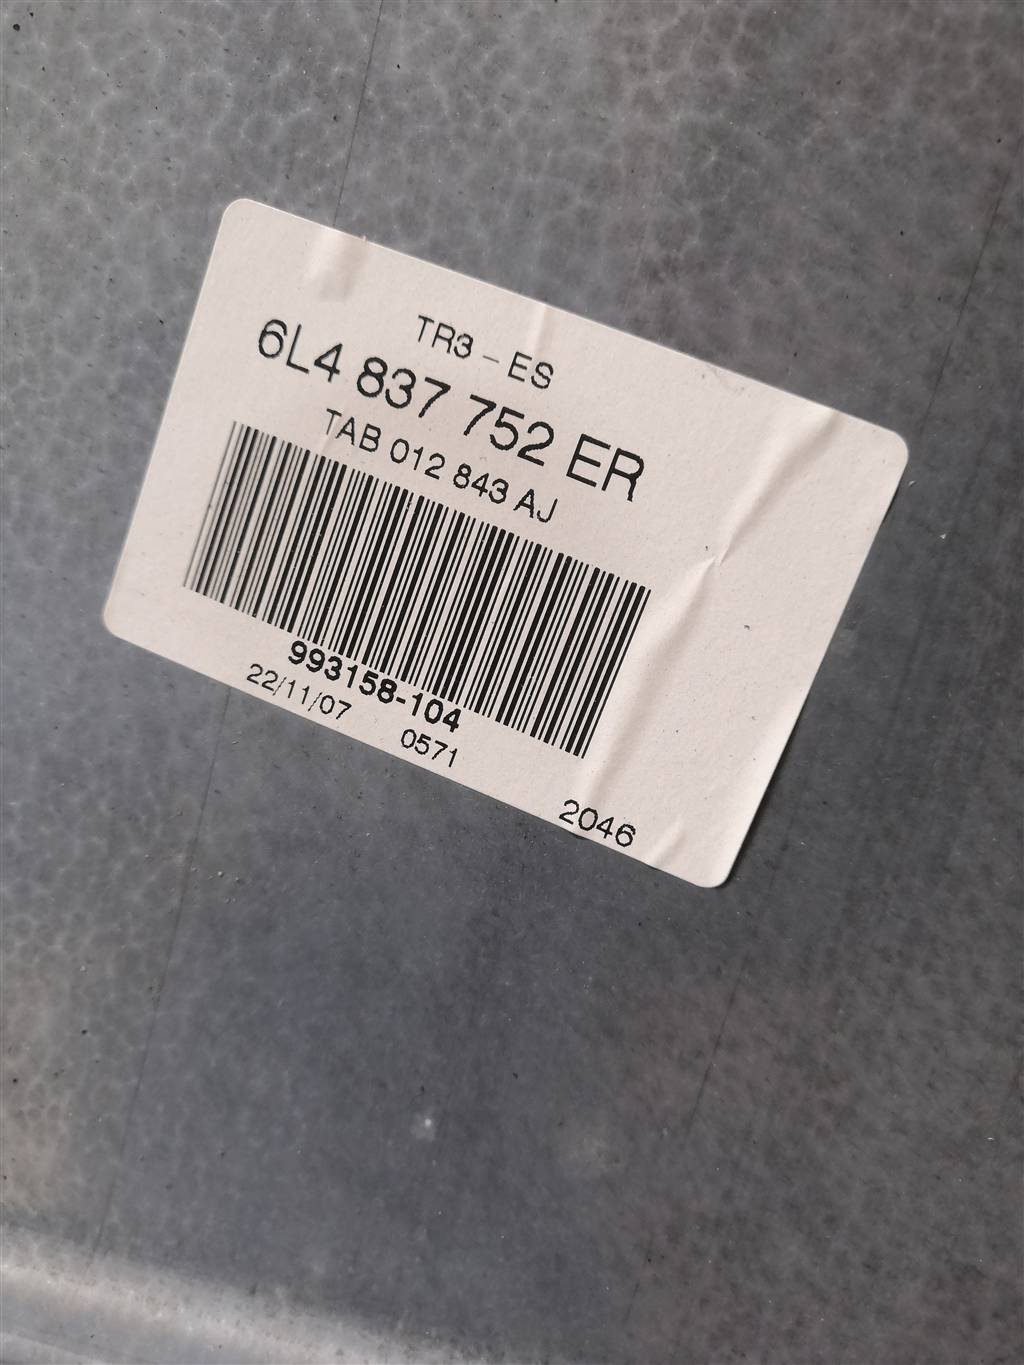 TR3 - ES
6L4 837 752 ER
TAB 012 843 AJ
993158-104
22/11/07 0571
2046